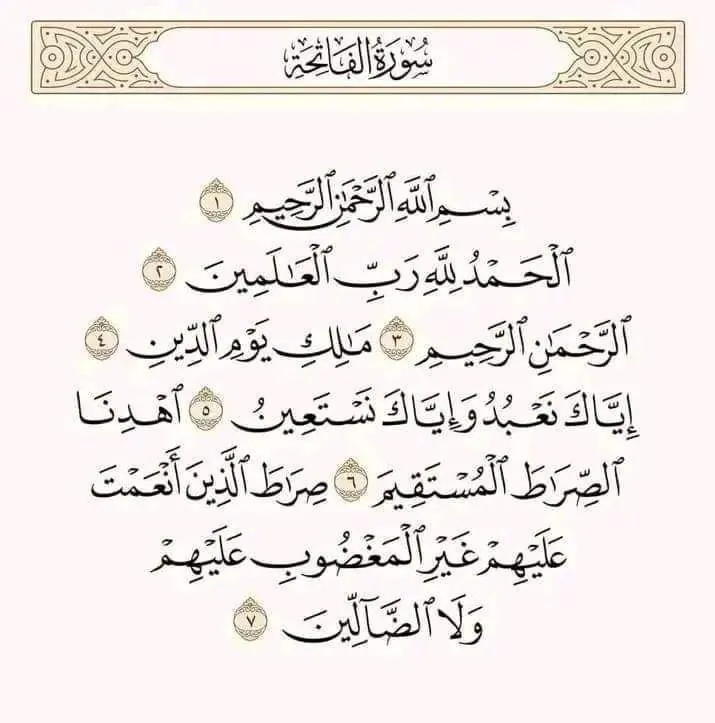 سُورَةُ الفَاتِحَةِ
بِسْمِ ٱللَّهِ ٱلرَّحْمَٰنِ ٱلرَّحِيمِ ١
ٱلْحَمْدُ لِلَّهِ رَبِّ ٱلْعَٰلَمِينَ ٢
ٱلرَّحْمَٰنِ ٱلرَّحِيمِ ٣ مَٰلِكِ يَوْمِ ٱلدِّينِ ٤
إِيَّاكَ نَعْبُدُ وَإِيَّاكَ نَسْتَعِينُ ٥ ٱهْدِنَا
ٱلصِّرَٰطَ ٱلْمُسْتَقِيمَ ٦ صِرَٰطَ ٱلَّذِينَ أَنْعَمْتَ
عَلَيْهِمْ غَيْرِ ٱلْمَغْضُوبِ عَلَيْهِمْ
وَلَا ٱلضَّآلِّينَ ٧